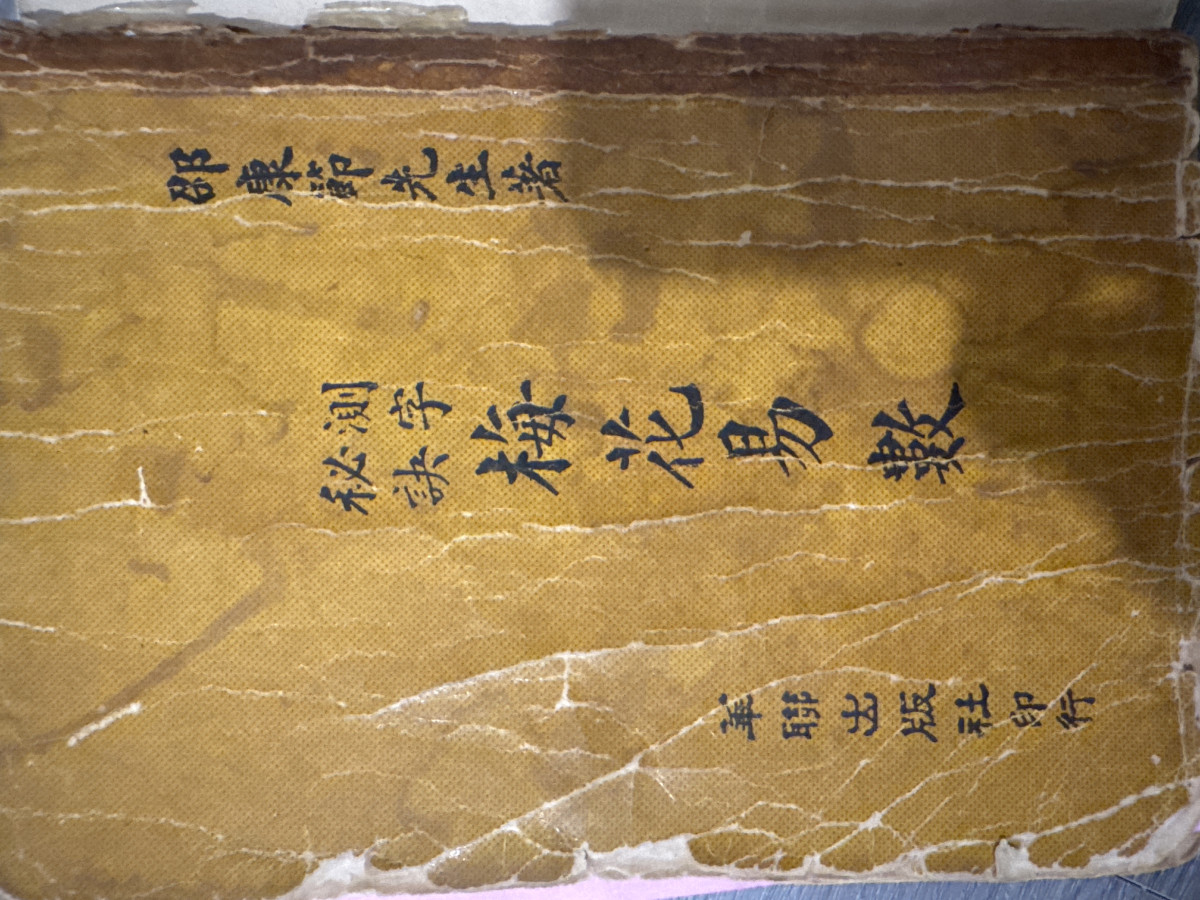 邵康節先生著
測字秘訣
梅花易數
華聯出版社印行